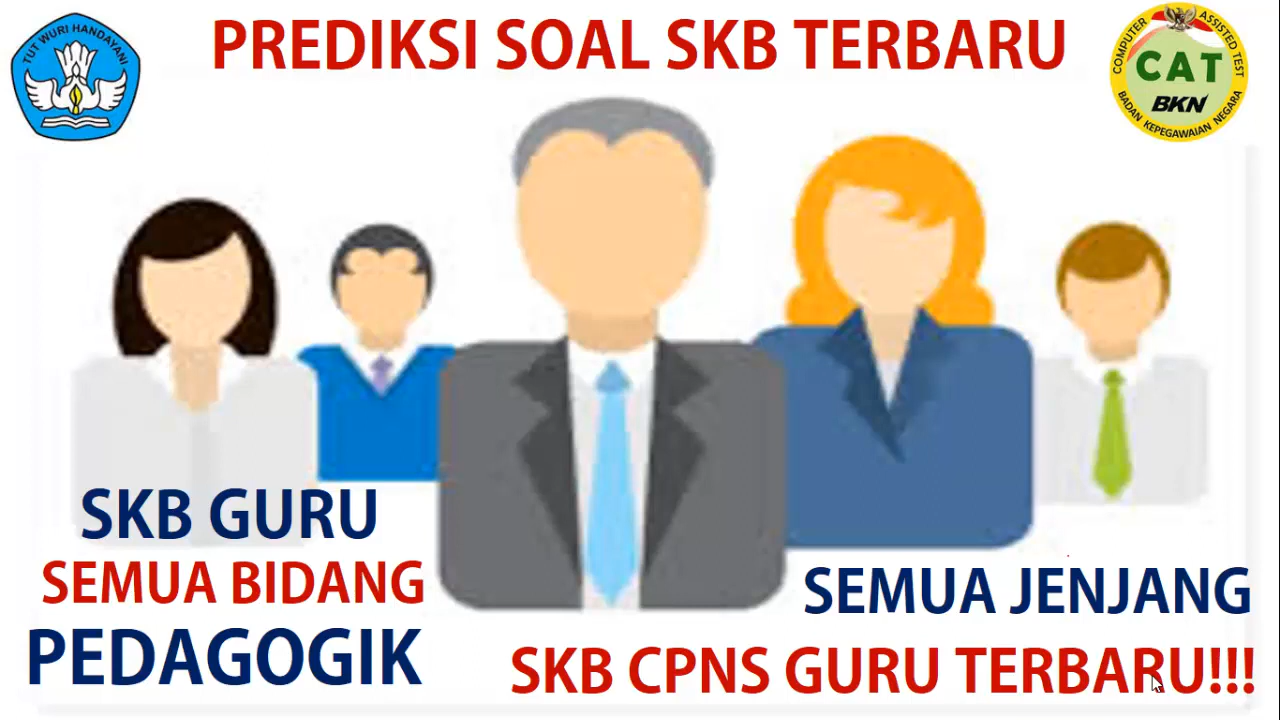 PREDIKSI SOAL SKB TERBARU
TUT WURI HANDAYANI
COMPUTER ASSISTED TEST
CAT
BKN
BADAN KEPEGAWAIAN NEGARA
SKB GURU
SEMUA BIDANG
PEDAGOGIK
SEMUA JENJANG
SKB CPNS GURU TERBARU!!!